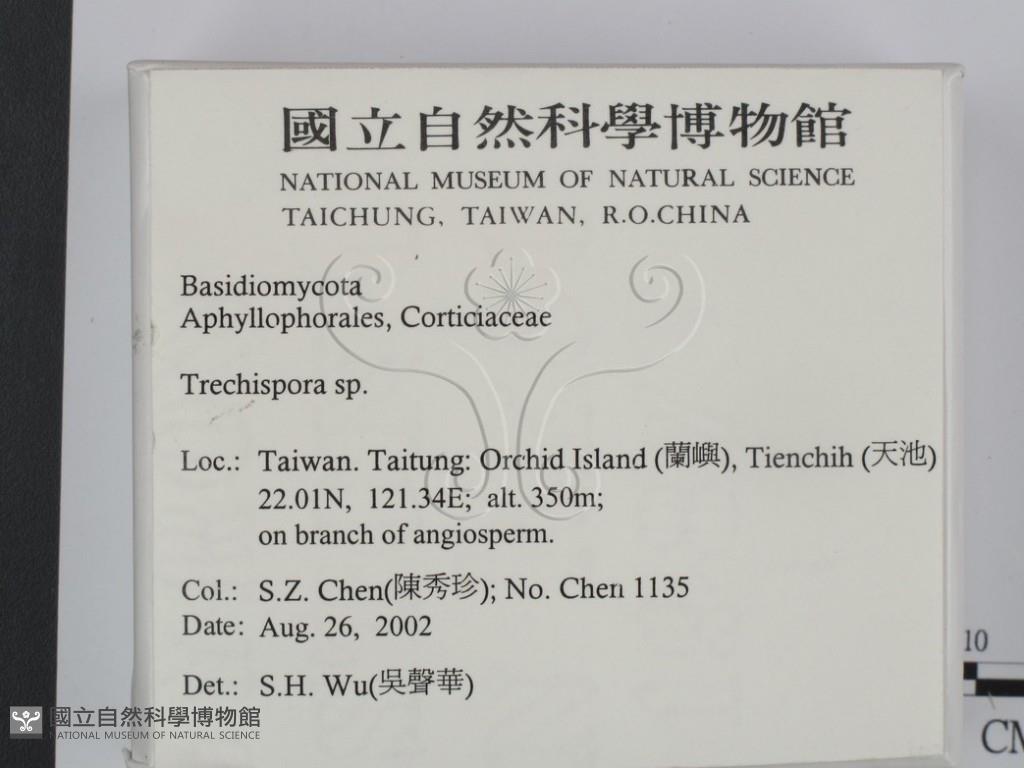 國立自然科學博物館
NATIONAL MUSEUM OF NATURAL SCIENCE
TAICHUNG, TAIWAN, R.O.CHINA
Basidiomycota
Aphyllophorales, Corticiaceae
Trechispora sp.
Loc.: Taiwan. Taitung: Orchid Island (蘭嶼), Tienchih (天池)
22.01N, 121.34E; alt. 350m;
on branch of angiosperm.
Col.: S.Z. Chen(陳秀珍); No. Chen 1135
Date: Aug. 26, 2002
Det.: S.H. Wu(吳聲華)
10
CM
國立自然科學博物館
NATIONAL MUSEUM OF NATURAL SCIENCE